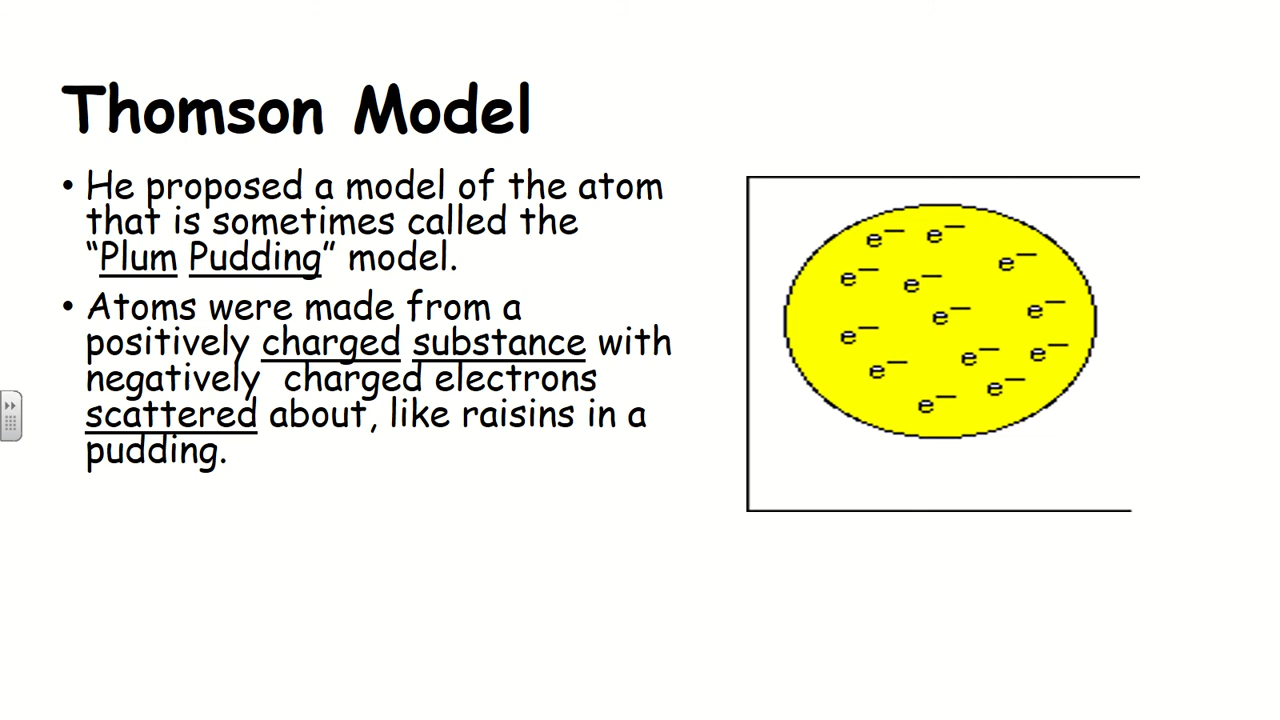 Thomson Model
• He proposed a model of the atom
that is sometimes called the
“Plum Pudding” model.
• Atoms were made from a
positively charged substance with
negatively  charged electrons
scattered about, like raisins in a
pudding.
e—  e—
e—
e—
e—
e—
e—
e—
e—
e—
e—
e—
e—